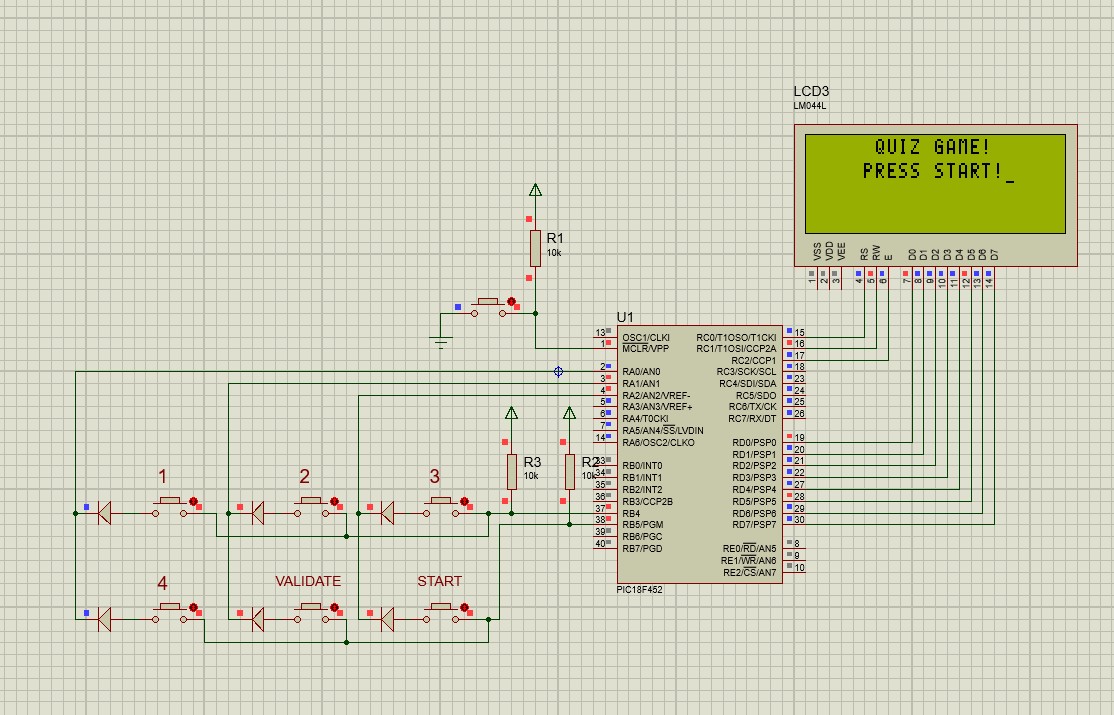 LCD3
LM044L
QUIZ GAME!
PRESS START!_
VSS
VDD
VEE
RS
RW
E
D0
D1
D2
D3
D4
D5
D6
D7
1
2
3
4
5
6
7
8
9
10
11
12
13
14
R1
10k
U1
13 OSC1/CLKI RC0/T1OSO/T1CKI 15
1 MCLR/VPP RC1/T1OSI/CCP2A 16
RC2/CCP1 17
2 RA0/AN0 RC3/SCK/SCL 18
3 RA1/AN1 RC4/SDI/SDA 23
4 RA2/AN2/VREF- RC5/SDO 24
5 RA3/AN3/VREF+ RC6/TX/CK 25
6 RA4/T0CKI RC7/RX/DT 26
7 RA5/AN4/SS/LVDIN
14 RA6/OSC2/CLKO RD0/PSP0 19
RD1/PSP1 20
33 RB0/INT0 RD2/PSP2 21
34 RB1/INT1 RD3/PSP3 22
35 RB2/INT2 RD4/PSP4 27
36 RB3/CCP2B RD5/PSP5 28
37 RB4 RD6/PSP6 29
38 RB5/PGM RD7/PSP7 30
39 RB6/PGC
40 RB7/PGD RE0/RD/AN5 8
RE1/WR/AN6 9
RE2/CS/AN7 10
PIC18F452
R3
10k
R2
10k
1
2
3
4
VALIDATE
START